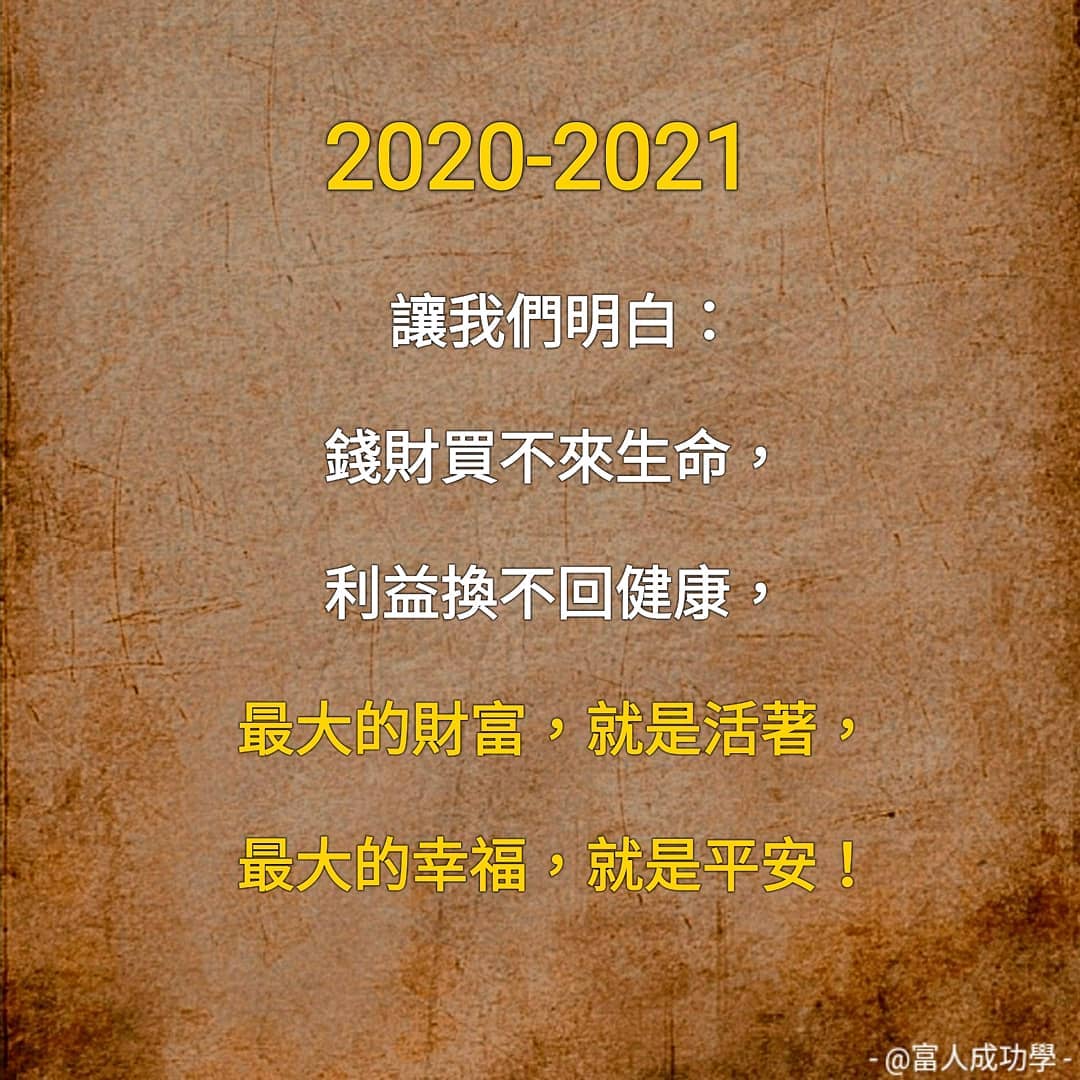 2020-2021
讓我們明白：
錢財買不來生命，
利益換不回健康，
最大的財富，就是活著，
最大的幸福，就是平安！
- @富人成功學 -